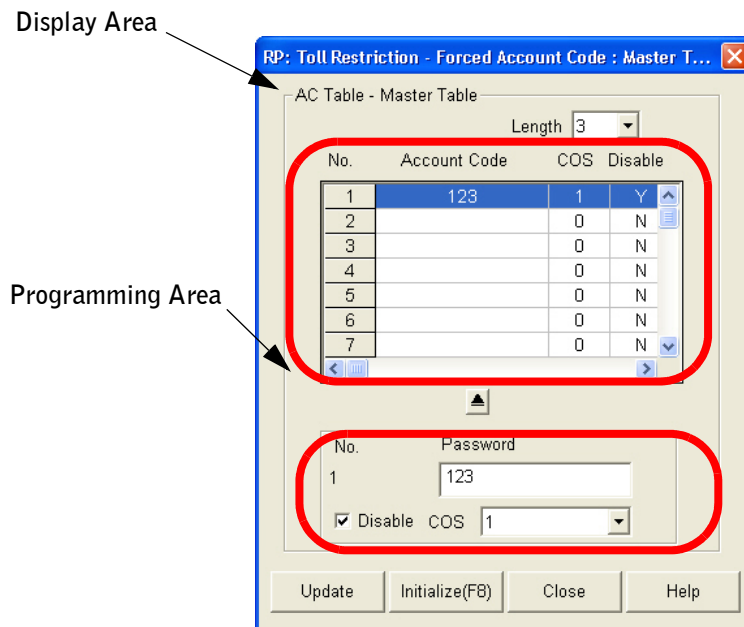 Display Area
RP: Toll Restriction - Forced Account Code : Master T...
AC Table - Master Table
Length 3
No. Account Code COS Disable
1 123 1 Y
2 0 N
3 0 N
4 0 N
5 0 N
6 0 N
7 0 N
Programming Area
No. Password
1 123
Disable COS 1
Update Initialize(F8) Close Help